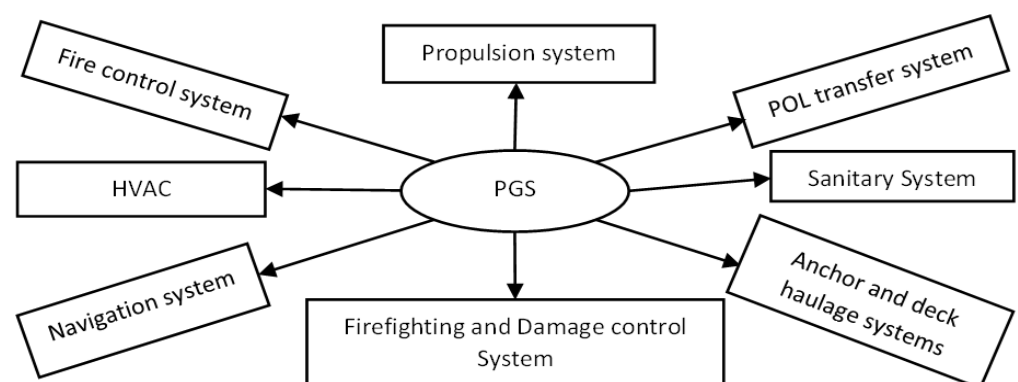 Propulsion system
Fire control system
POL transfer system
HVAC
PGS
Sanitary System
Navigation system
Anchor and deck
haulage systems
Firefighting and Damage control
System